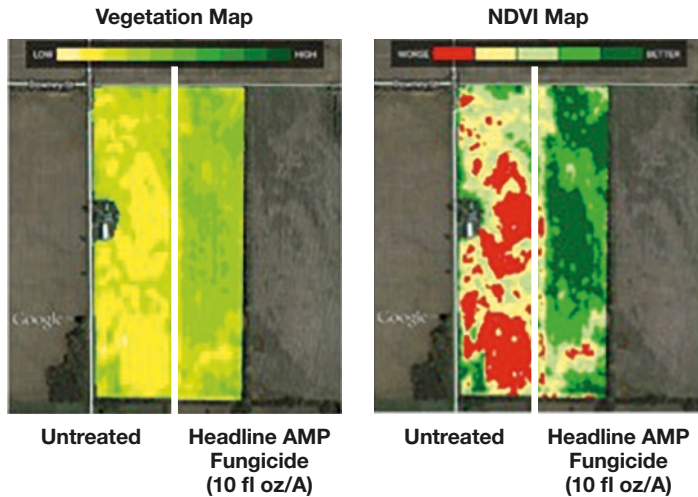 Vegetation Map
NDVI Map
LOW
HIGH
WORSE
BETTER
Downey
Google
Google
Untreated
Headline AMP
Fungicide
(10 fl oz/A)
Untreated
Headline AMP
Fungicide
(10 fl oz/A)